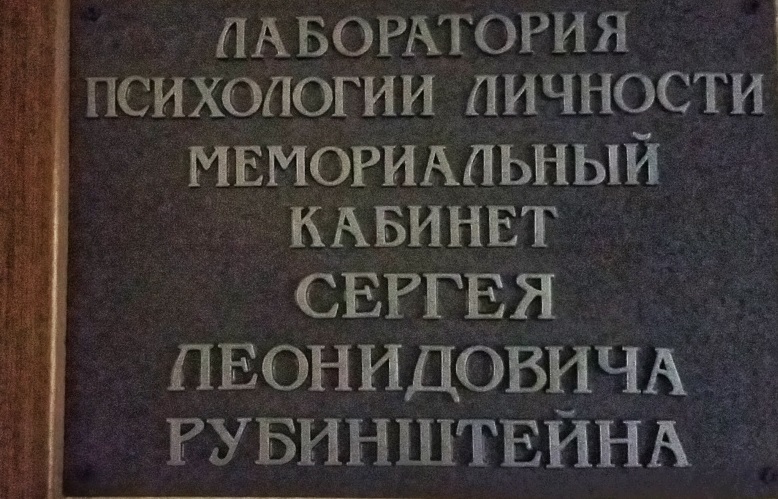 ЛАБОРАТОРИЯ
ПСИХОЛОГИИ ЛИЧНОСТИ
МЕМОРИАЛЬНЫЙ
КАБИНЕТ
СЕРГЕЯ
ЛЕОНИДОВИЧА
РУБИНШТЕЙНА